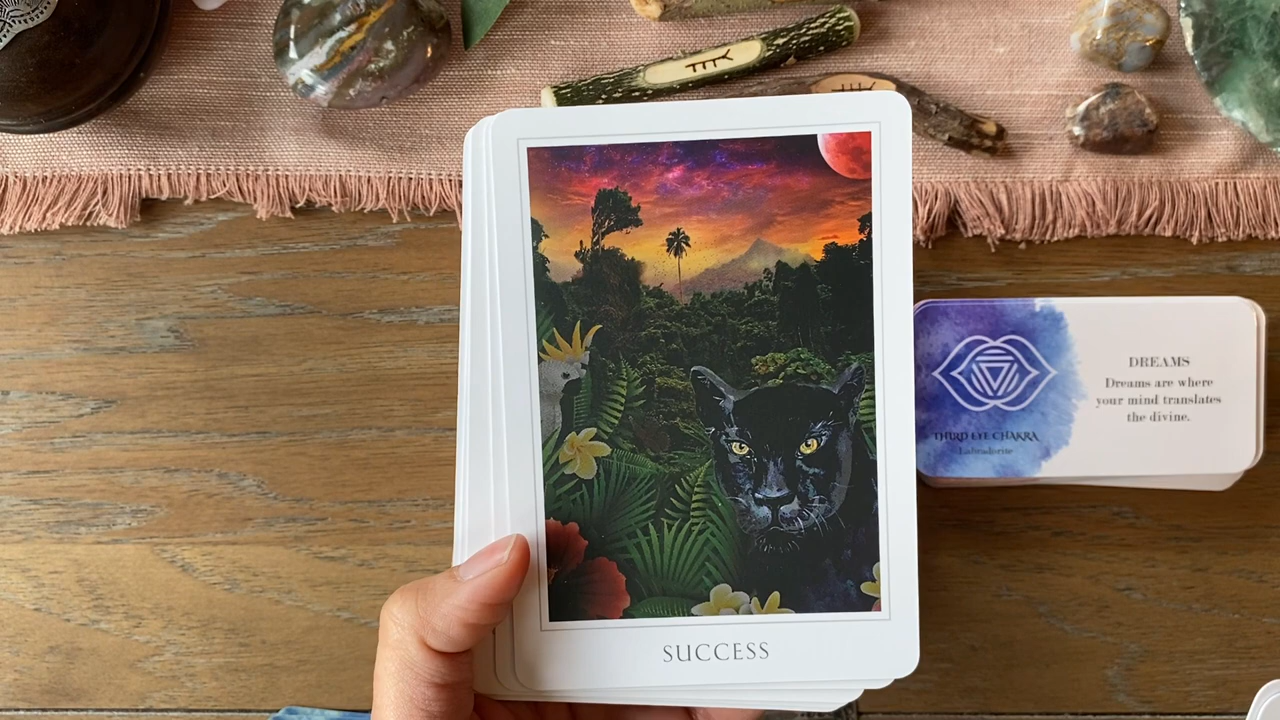 SUCCESS
DREAMS
Dreams are where
your mind translates
the divine.
THIRD EYE CHAKRA
Labradorite